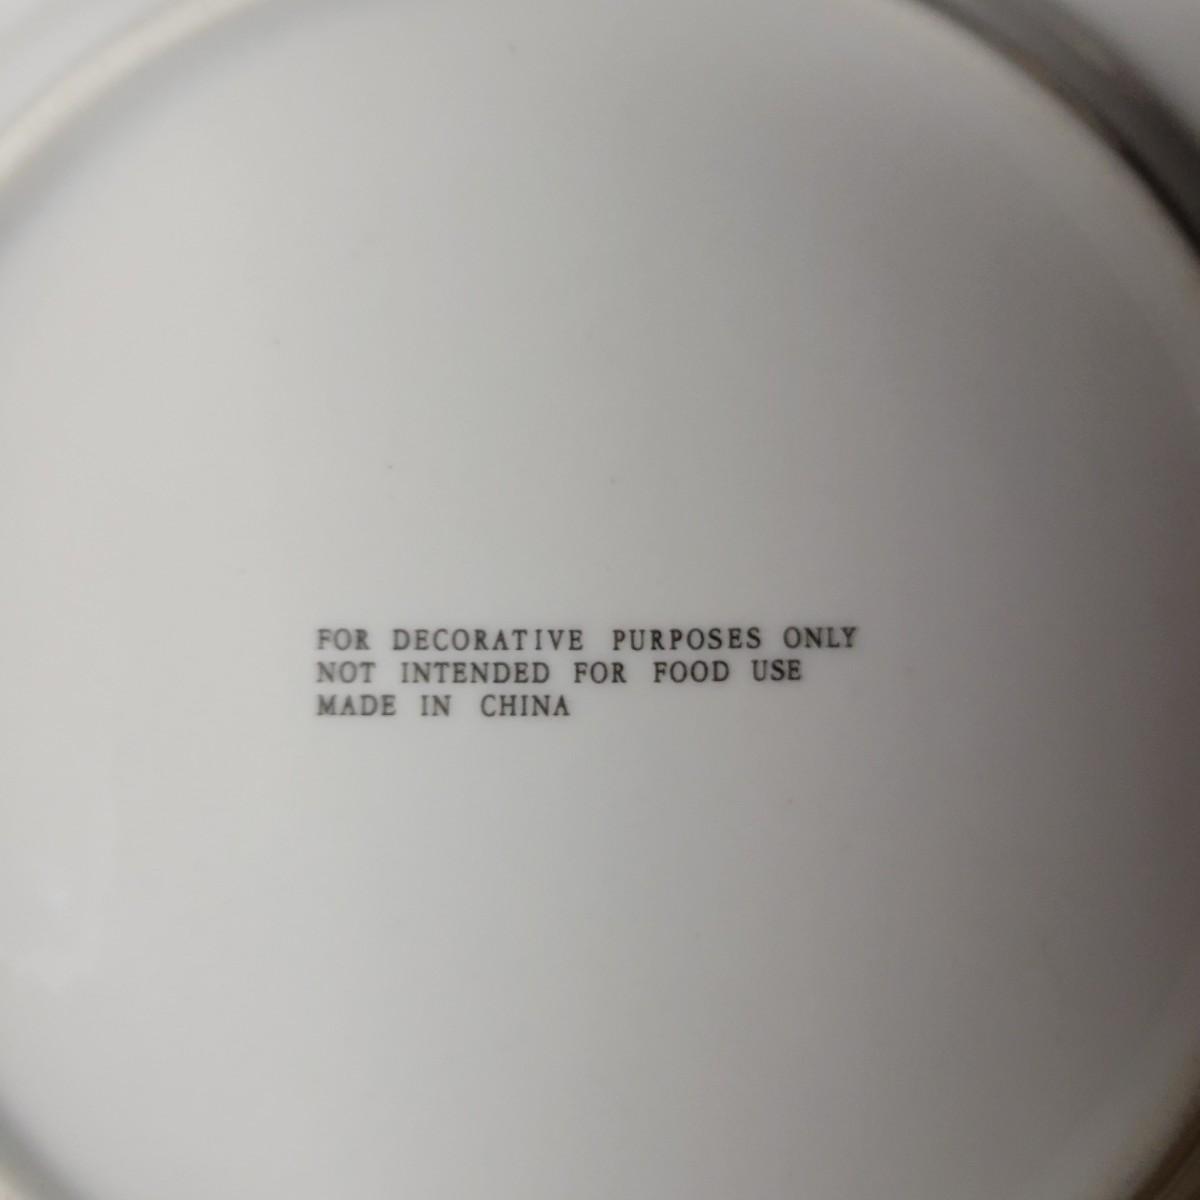 FOR DECORATIVE PURPOSES ONLY
NOT INTENDED FOR FOOD USE
MADE IN CHINA